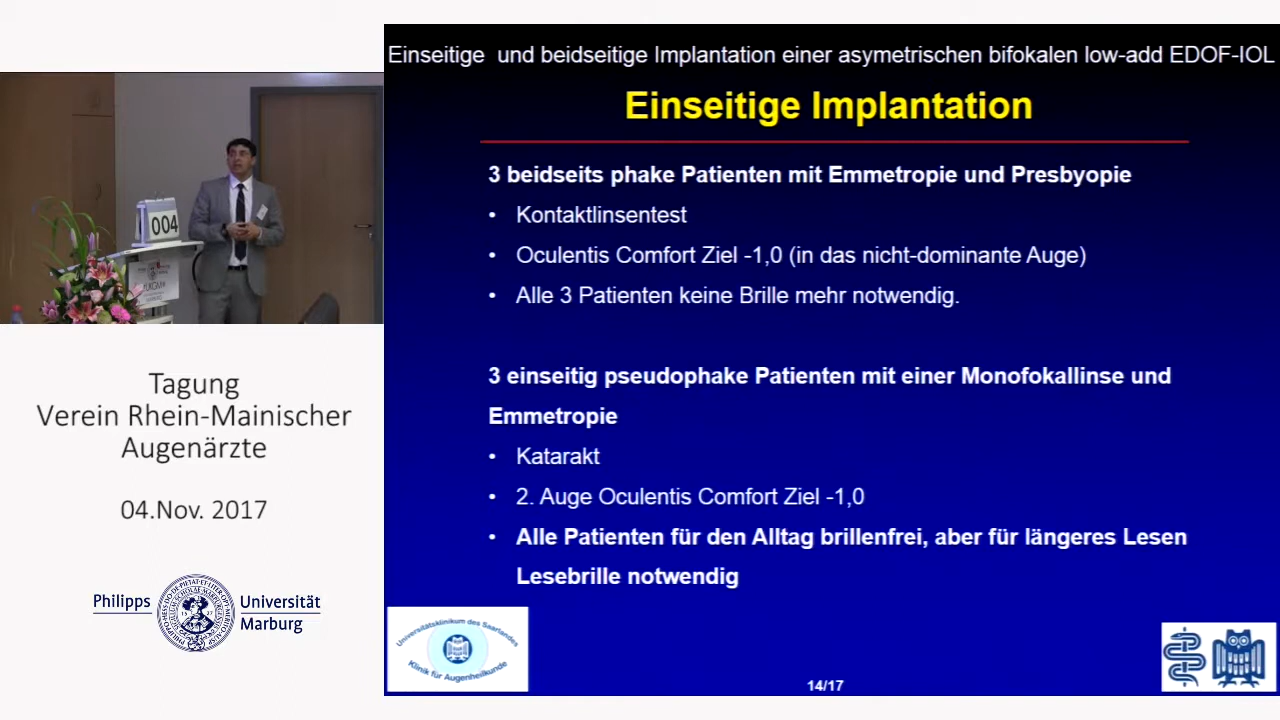 Einseitige  und beidseitige Implantation einer asymetrischen bifokalen low-add EDOF-IOL
Einseitige Implantation
3 beidseits phake Patienten mit Emmetropie und Presbyopie
• Kontaktlinsentest
• Oculentis Comfort Ziel -1,0 (in das nicht-dominante Auge)
• Alle 3 Patienten keine Brille mehr notwendig.
3 einseitig pseudophake Patienten mit einer Monofokallinse und
Emmetropie
• Katarakt
• 2. Auge Oculentis Comfort Ziel -1,0
• Alle Patienten für den Alltag brillenfrei, aber für längeres Lesen
Lesebrille notwendig
Universitätsklinikum des Saarlandes
Klinik für Augenheilkunde
14/17
004
Tagung
Verein Rhein-Mainischer
Augenärzte
04.Nov. 2017
Philipps Universität
Marburg